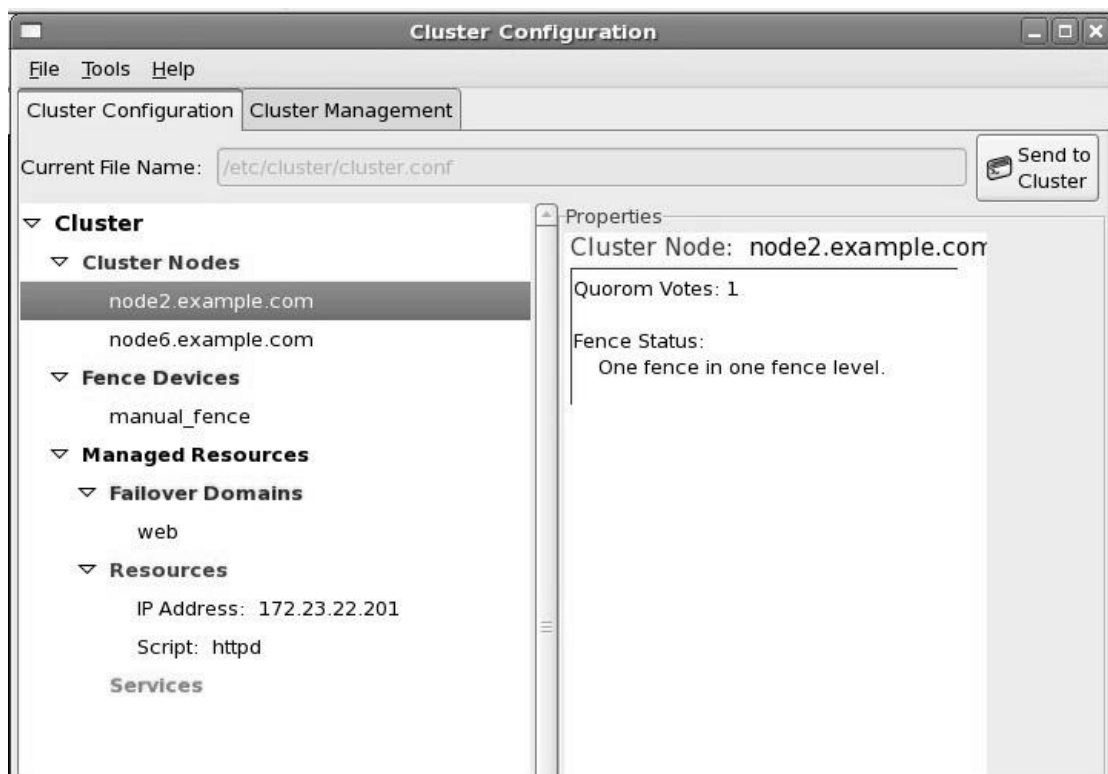 Cluster Configuration
File Tools Help
Cluster Configuration Cluster Management
Current File Name: /etc/cluster/cluster.conf
Send to
Cluster
Cluster
Cluster Nodes
node2.example.com
node6.example.com
Fence Devices
manual_fence
Managed Resources
Failover Domains
web
Resources
IP Address: 172.23.22.201
Script: httpd
Services
Properties
Cluster Node: node2.example.com
Quorom Votes: 1
Fence Status:
One fence in one fence level.